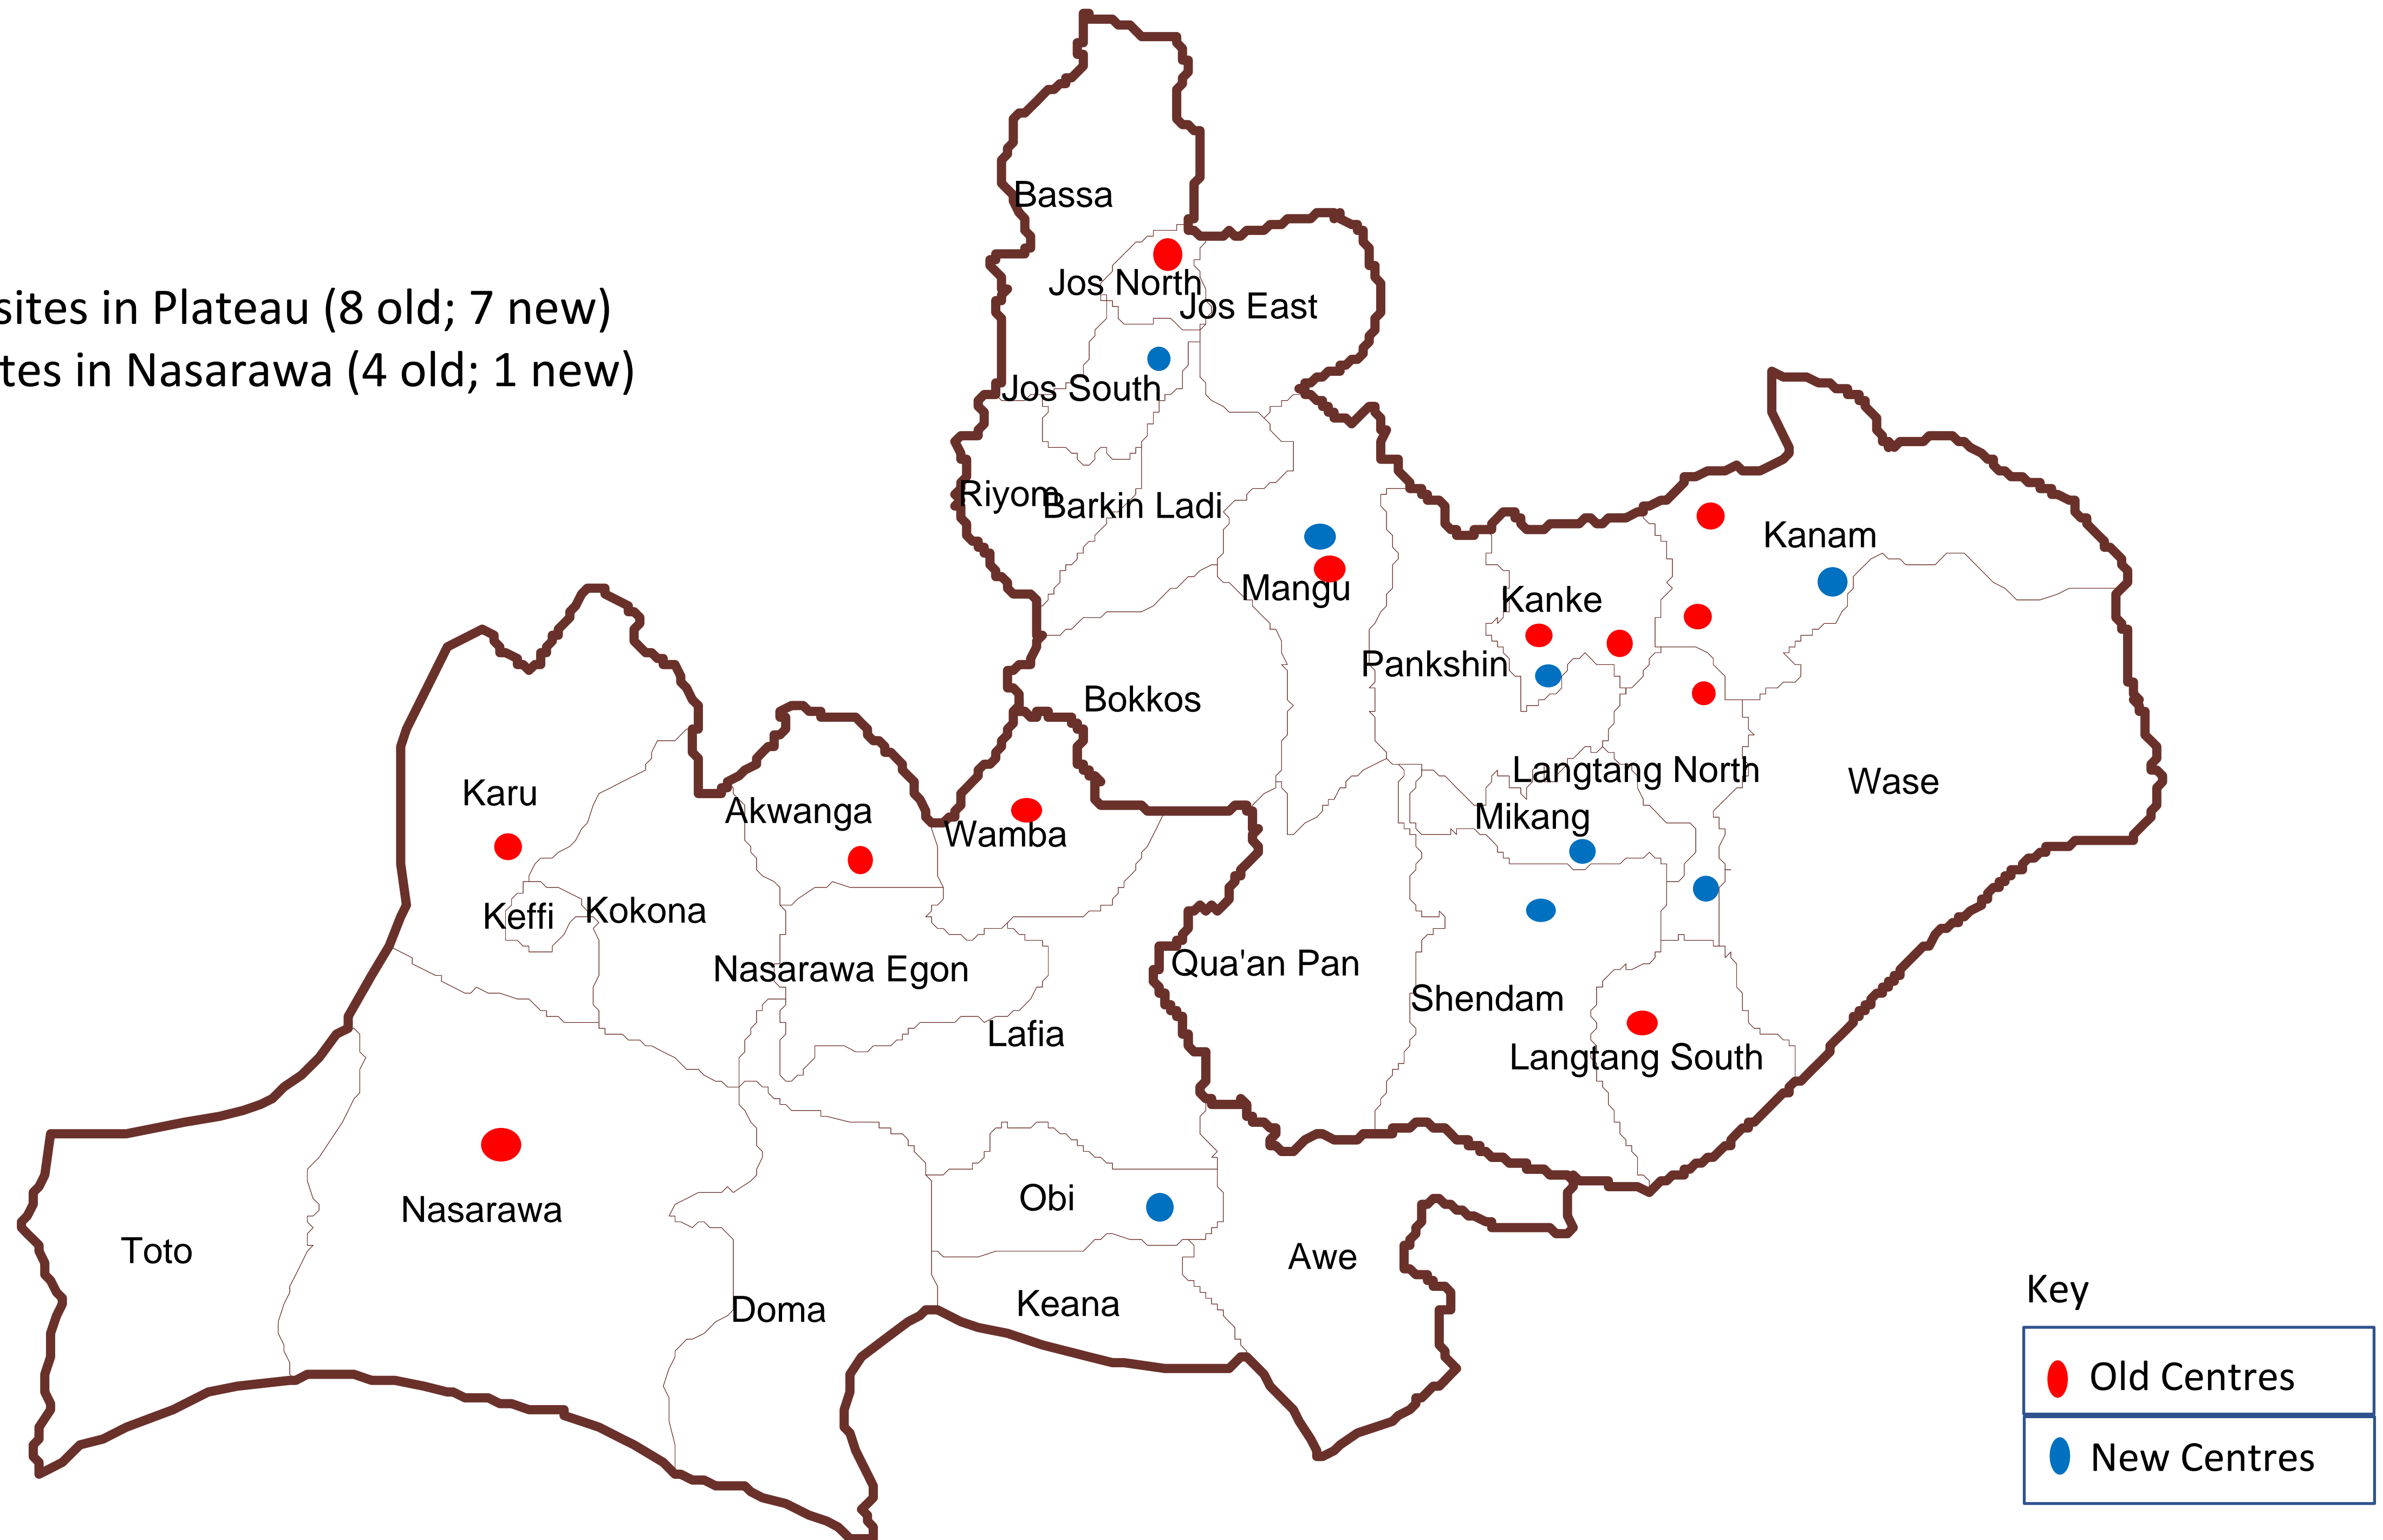 sites in Plateau (8 old; 7 new)
tes in Nasarawa (4 old; 1 new)
Bassa
Jos North
Jos East
Jos South
Riyom
Barkin Ladi
Kanam
Mangu
Kanke
Pankshin
Bokkos
Langtang North
Wase
Karu
Akwanga
Mikang
Wamba
Keffi
Kokona
Nasarawa Egon
Qua'an Pan
Shendam
Lafia
Langtang South
Obi
Nasarawa
Toto
Awe
Keana
Doma
Key
Old Centres
New Centres